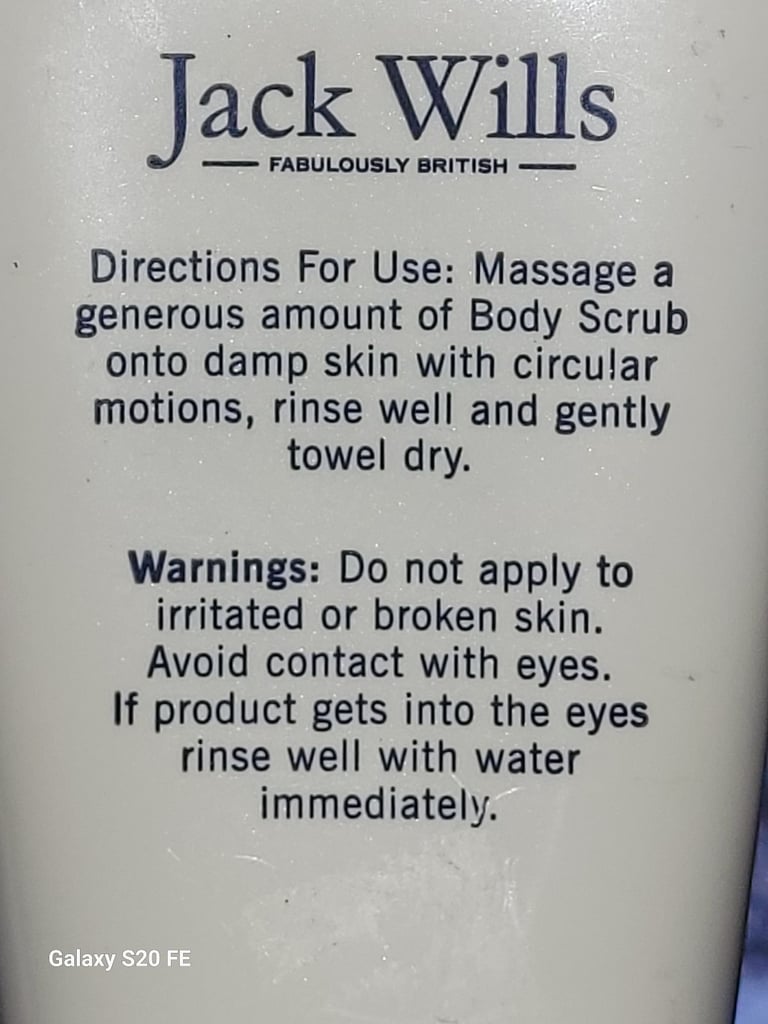 Jack Wills
FABULOUSLY BRITISH
Directions For Use: Massage a
generous amount of Body Scrub
onto damp skin with circular
motions, rinse well and gently
towel dry.
Warnings: Do not apply to
irritated or broken skin.
Avoid contact with eyes.
If product gets into the eyes
rinse well with water
immediately.
Galaxy S20 FE